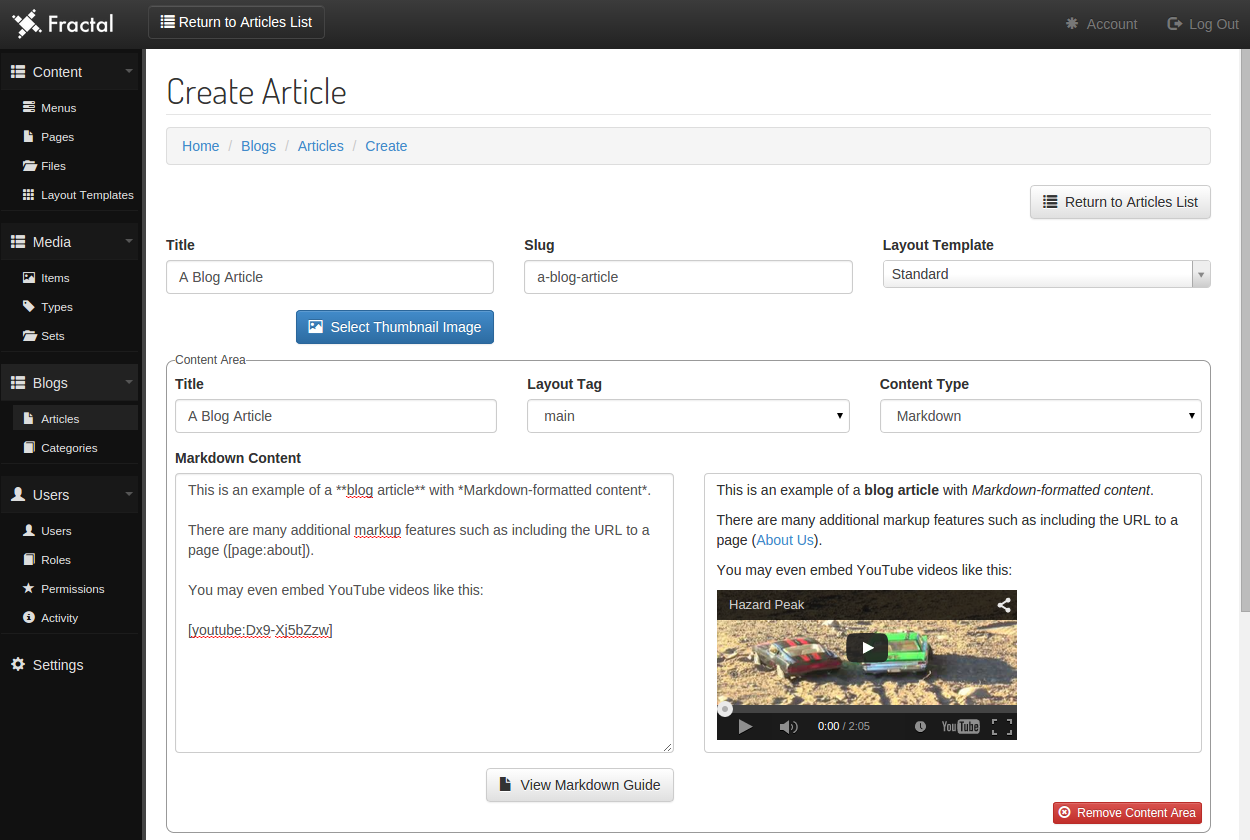 Fractal
Return to Articles List
Account
Log Out
Content
Menus
Pages
Files
Layout Templates
Media
Items
Types
Sets
Blogs
Articles
Categories
Users
Users
Roles
Permissions
Activity
Settings
Create Article
Home / Blogs / Articles / Create
Return to Articles List
Title
Slug
Layout Template
A Blog Article
a-blog-article
Standard
Select Thumbnail Image
Content Area
Title
Layout Tag
Content Type
A Blog Article
main
Markdown
Markdown Content
This is an example of a **blog article** with *Markdown-formatted content*.
There are many additional markup features such as including the URL to a
page ([page:about]).
You may even embed YouTube videos like this:
[youtube:Dx9-Xj5bZzw]
This is an example of a blog article with Markdown-formatted content.
There are many additional markup features such as including the URL to a
page (About Us).
You may even embed YouTube videos like this:
Hazard Peak
0:00 / 2:05
YouTube
View Markdown Guide
Remove Content Area